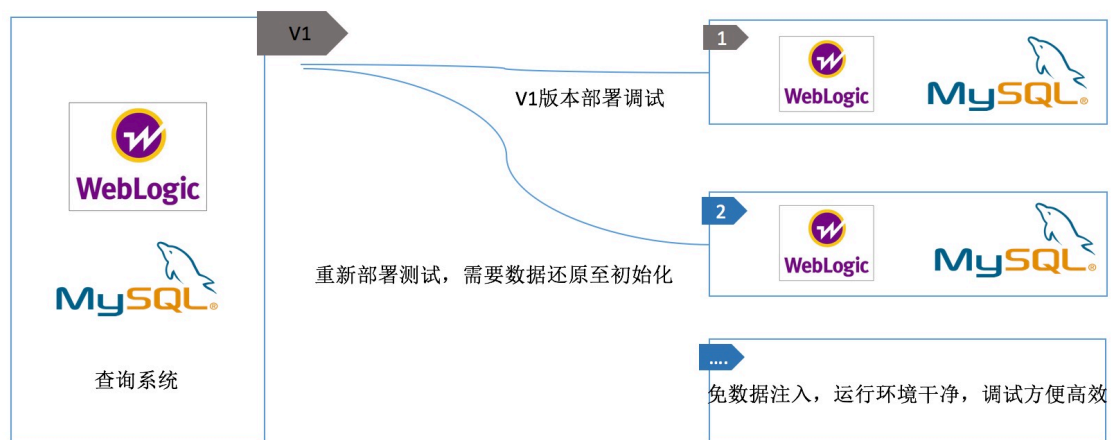 V1
WebLogic
MySQL®
查询系统
V1版本部署调试
重新部署测试，需要数据还原至初始化
1
WebLogic
MySQL®
2
WebLogic
MySQL®
....
免数据注入，运行环境干净，调试方便高效